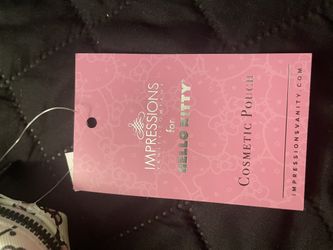 IMPRESSIONS
for
HELLO KITTY
COSMETIC POUCH
IMPRESSIONSVANITY.COM